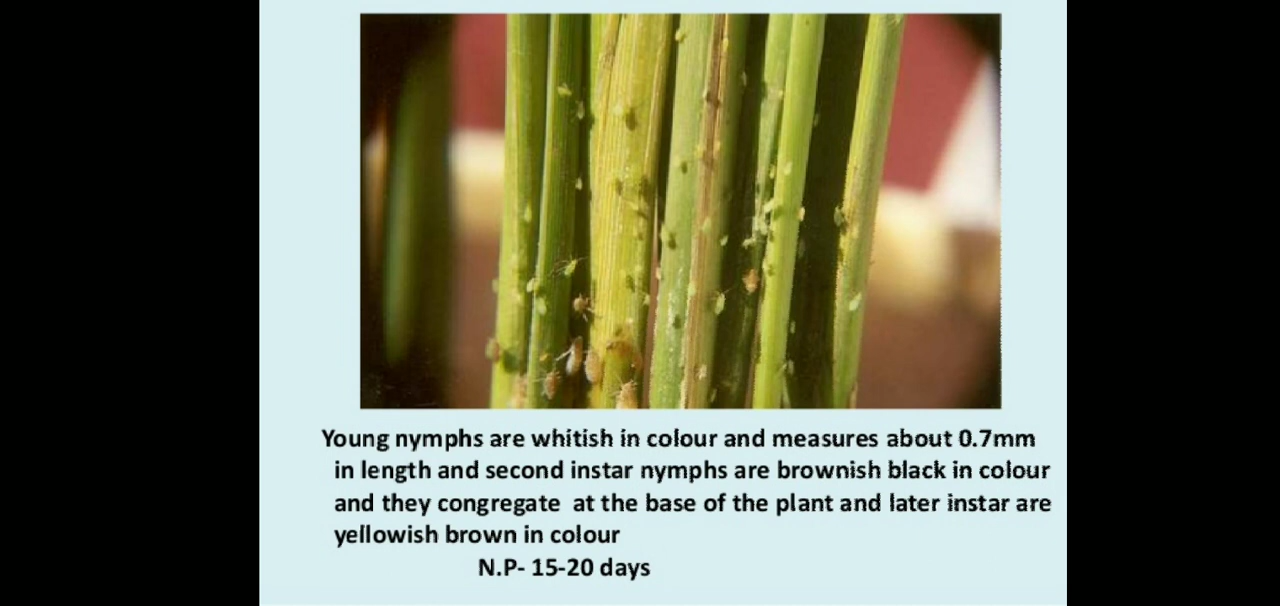 Young nymphs are whitish in colour and measures about 0.7mm
in length and second instar nymphs are brownish black in colour
and they congregate at the base of the plant and later instar are
yellowish brown in colour
N.P- 15-20 days